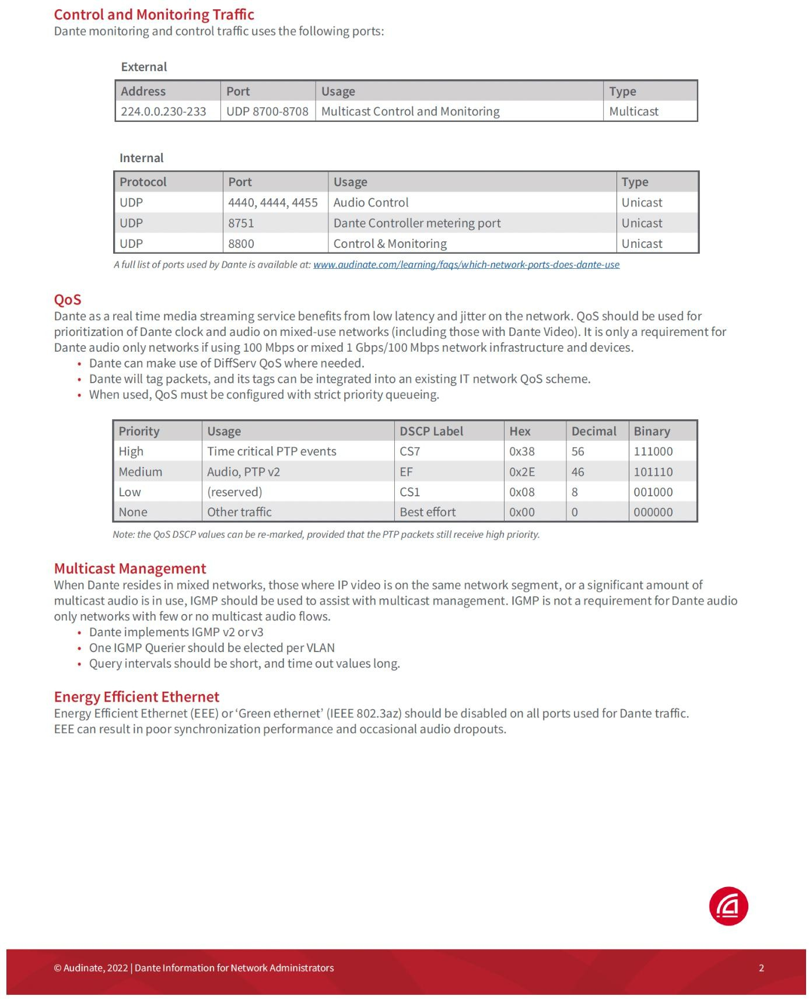 Control and Monitoring Traffic
Dante monitoring and control traffic uses the following ports:
External
Address Port Usage Type
224.0.0.230-233 UDP 8700-8708 Multicast Control and Monitoring Multicast
Internal
Protocol Port Usage Type
UDP 4440, 4444, 4455 Audio Control Unicast
UDP 8751 Dante Controller metering port Unicast
UDP 8800 Control & Monitoring Unicast
A full list of ports used by Dante is available at: www.audinate.com/learning/faqs/which-network-ports-does-dante-use
QoS
Dante as a real time media streaming service benefits from low latency and jitter on the network. QoS should be used for
prioritization of Dante clock and audio on mixed-use networks (including those with Dante Video). It is only a requirement for
Dante audio only networks if using 100 Mbps or mixed 1 Gbps/100 Mbps network infrastructure and devices.
• Dante can make use of DiffServ QoS where needed.
• Dante will tag packets, and its tags can be integrated into an existing IT network QoS scheme.
• When used, QoS must be configured with strict priority queueing.
Priority Usage DSCP Label Hex Decimal Binary
High Time critical PTP events CS7 0x38 56 111000
Medium Audio, PTP v2 EF 0x2E 46 101110
Low (reserved) CS1 0x08 8 001000
None Other traffic Best effort 0x00 0 000000
Note: the QoS DSCP values can be re-marked, provided that the PTP packets still receive high priority.
Multicast Management
When Dante resides in mixed networks, those where IP video is on the same network segment, or a significant amount of
multicast audio is in use, IGMP should be used to assist with multicast management. IGMP is not a requirement for Dante audio
only networks with few or no multicast audio flows.
• Dante implements IGMP v2 or v3
• One IGMP Querier should be elected per VLAN
• Query intervals should be short, and time out values long.
Energy Efficient Ethernet
Energy Efficient Ethernet (EEE) or ‘Green ethernet’ (IEEE 802.3az) should be disabled on all ports used for Dante traffic.
EEE can result in poor synchronization performance and occasional audio dropouts.
© Audinate, 2022 | Dante Information for Network Administrators 2